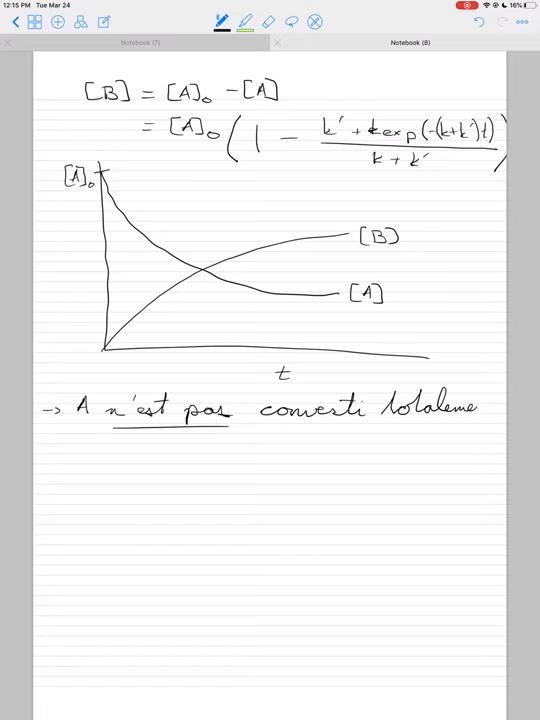 12:15 PM Tue Mar 24
16%
Notebook (7)
Notebook (8)
[B] = [A]₀ - [A]
= [A]₀ (1 - (k' + k exp(-(k+k')t)) / (k + k'))
[A]₀
[B]
[A]
t
→ A n'est pas converti totaleme